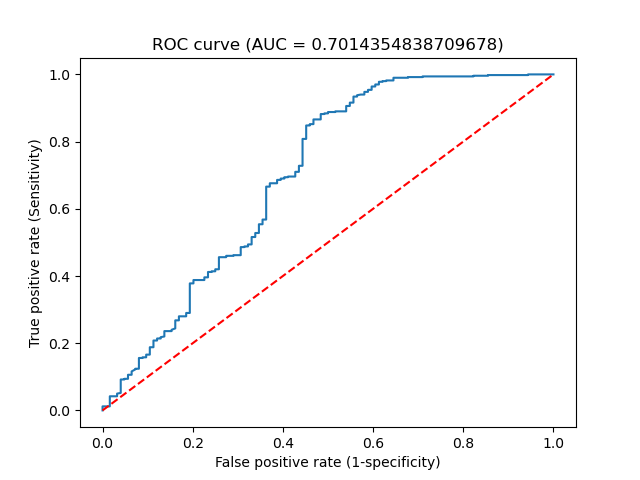 ROC curve (AUC = 0.7014354838709678)
1.0
0.8
0.6
0.4
0.2
0.0
True positive rate (Sensitivity)
0.0 0.2 0.4 0.6 0.8 1.0
False positive rate (1-specificity)